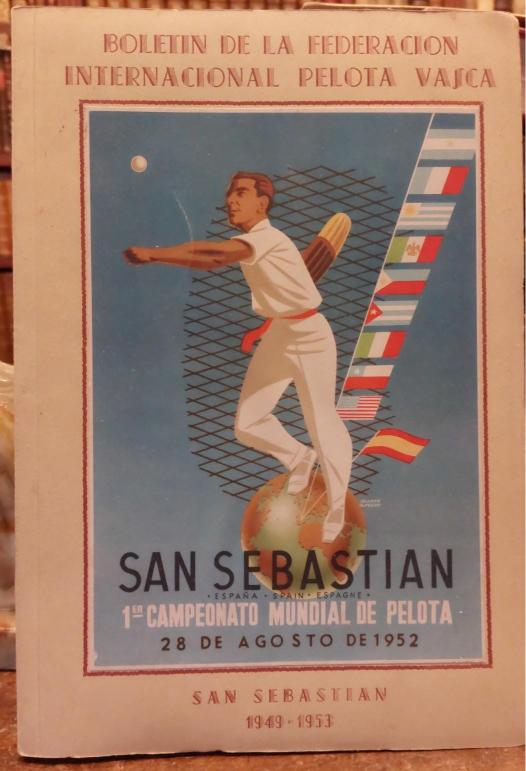 BOLETIN DE LA FEDERACION
INTERNACIONAL PELOTA VASCA
SAN SEBASTIAN
· ESPAÑA · SPAIN · ESPAGNE ·
1ER CAMPEONATO MUNDIAL DE PELOTA
28 DE AGOSTO DE 1952
SAN SEBASTIAN
1949-1953